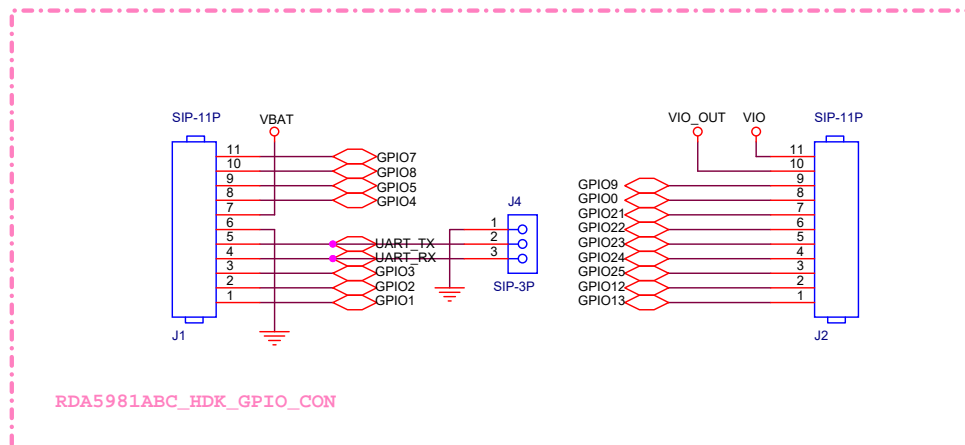 SIP-11P
VBAT
VIO_OUT
VIO
SIP-11P
11
GPIO7
10
GPIO8
9
GPIO5
8
GPIO4
7
6
5
UART_TX
4
UART_RX
3
GPIO3
2
GPIO2
1
GPIO1
J1
J4
1
2
3
SIP-3P
11
10
GPIO9
9
GPIO0
8
GPIO21
7
GPIO22
6
GPIO23
5
GPIO24
4
GPIO25
3
GPIO12
2
GPIO13
1
J2
RDA5981ABC_HDK_GPIO_CON